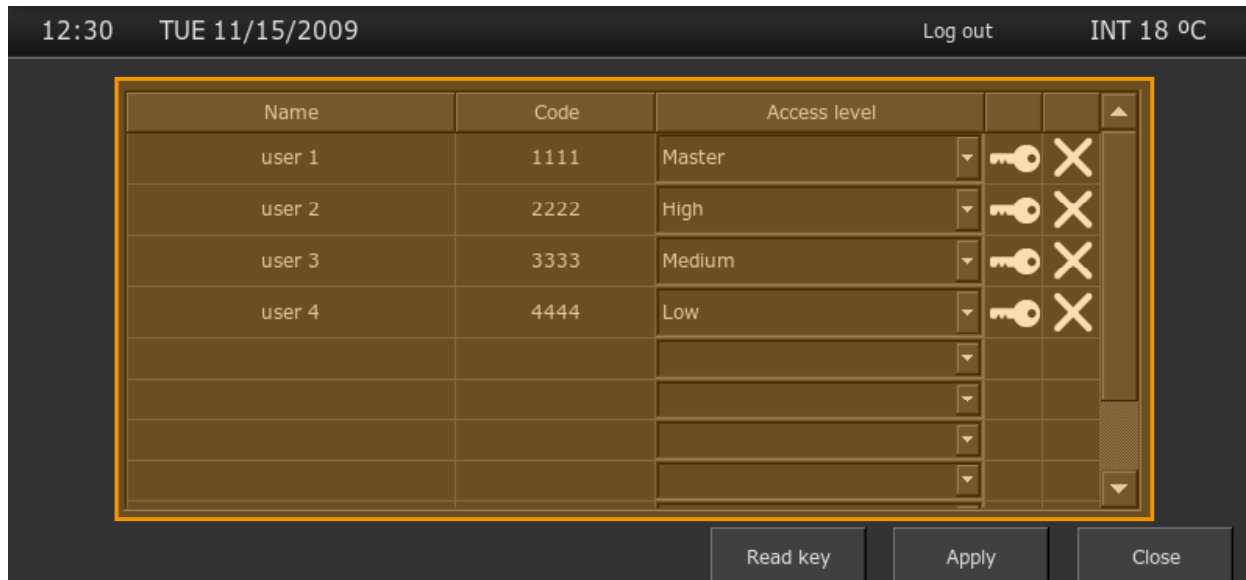 12:30 TUE 11/15/2009 Log out INT 18 ºC
Name Code Access level
user 1 1111 Master
user 2 2222 High
user 3 3333 Medium
user 4 4444 Low
Read key Apply Close